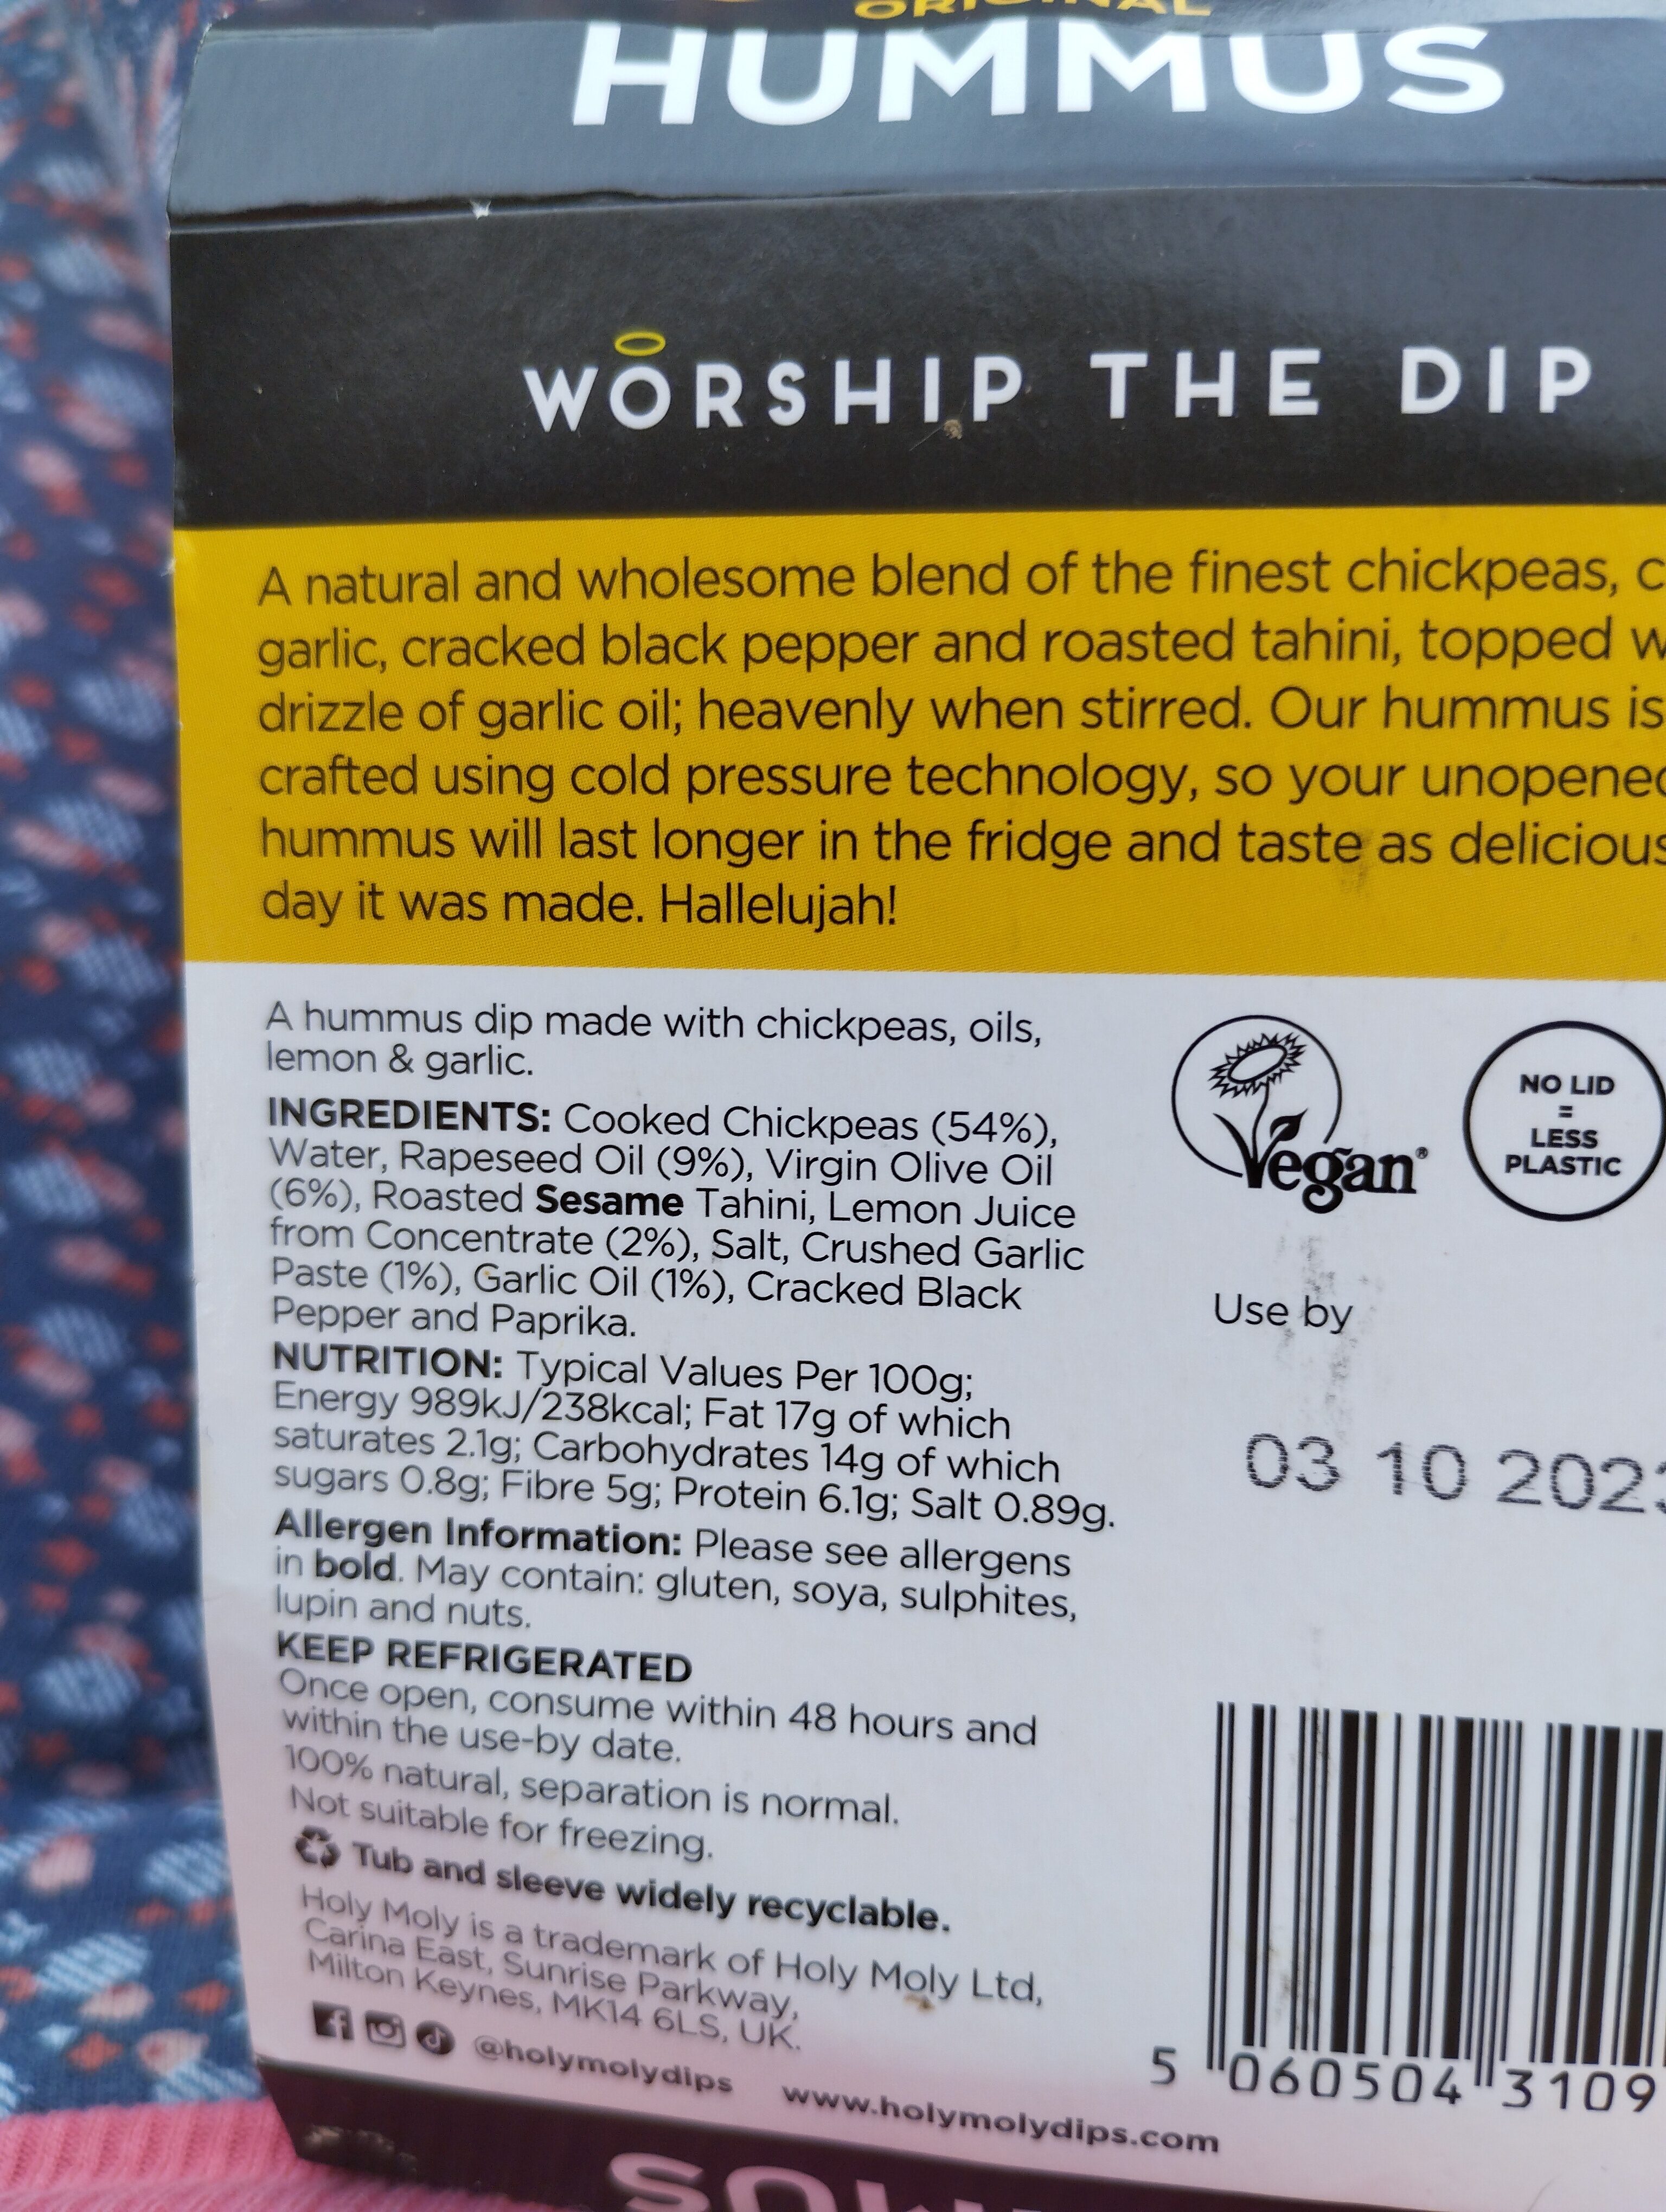 ORIGINAL
HUMMUS
WORSHIP THE DIP
A natural and wholesome blend of the finest chickpeas,
garlic, cracked black pepper and roasted tahini, topped
drizzle of garlic oil; heavenly when stirred. Our hummus is
crafted using cold pressure technology, so your unopened
hummus will last longer in the fridge and taste as delicious
day it was made. Hallelujah!
A hummus dip made with chickpeas, oils,
lemon & garlic.
INGREDIENTS: Cooked Chickpeas (54%),
Water, Rapeseed Oil (9%), Virgin Olive Oil
(6%), Roasted Sesame Tahini, Lemon Juice
from Concentrate (2%), Salt, Crushed Garlic
Paste (1%), Garlic Oil (1%), Cracked Black
Pepper and Paprika.
NUTRITION: Typical Values Per 100g;
Energy 989kJ/238kcal; Fat 17g of which
saturates 2.1g; Carbohydrates 14g of which
sugars 0.8g; Fibre 5g; Protein 6.1g; Salt 0.89g.
Allergen Information: Please see allergens
in bold. May contain: gluten, soya, sulphites,
lupin and nuts.
KEEP REFRIGERATED
Once open, consume within 48 hours and
within the use-by date.
100% natural, separation is normal.
Not suitable for freezing.
Tub and sleeve widely recyclable.
Holy Moly is a trademark of Holy Moly Ltd,
Carina East, Sunrise Parkway,
Milton Keynes, MK14 6LS, UK.
@holymolydips www.holymolydips.com
Vegan®
NO LID
=
LESS
PLASTIC
Use by
03 10 2023
5 060504 3109